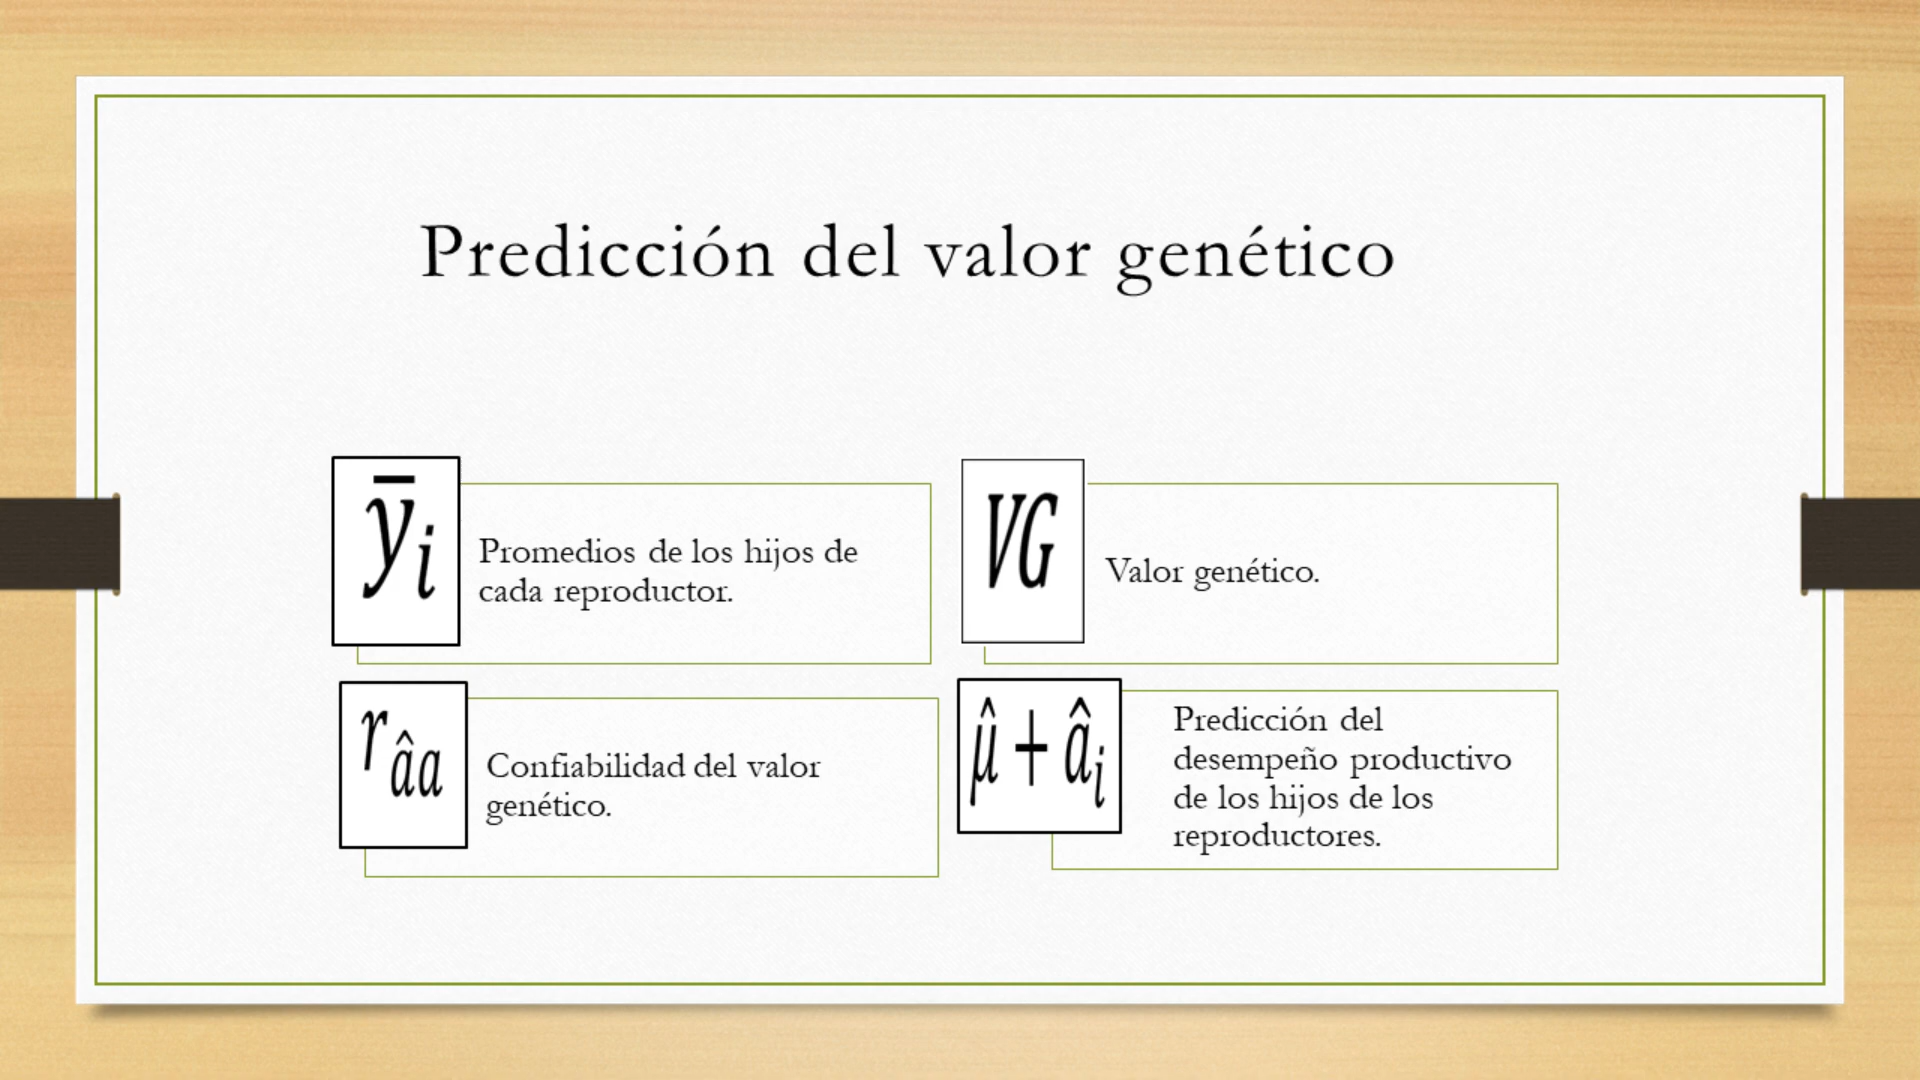 Predicción del valor genético
ȳi
Promedios de los hijos de
cada reproductor.
VG
Valor genético.
râa
Confiabilidad del valor
genético.
μ̂ + âi
Predicción del
desempeño productivo
de los hijos de los
reproductores.